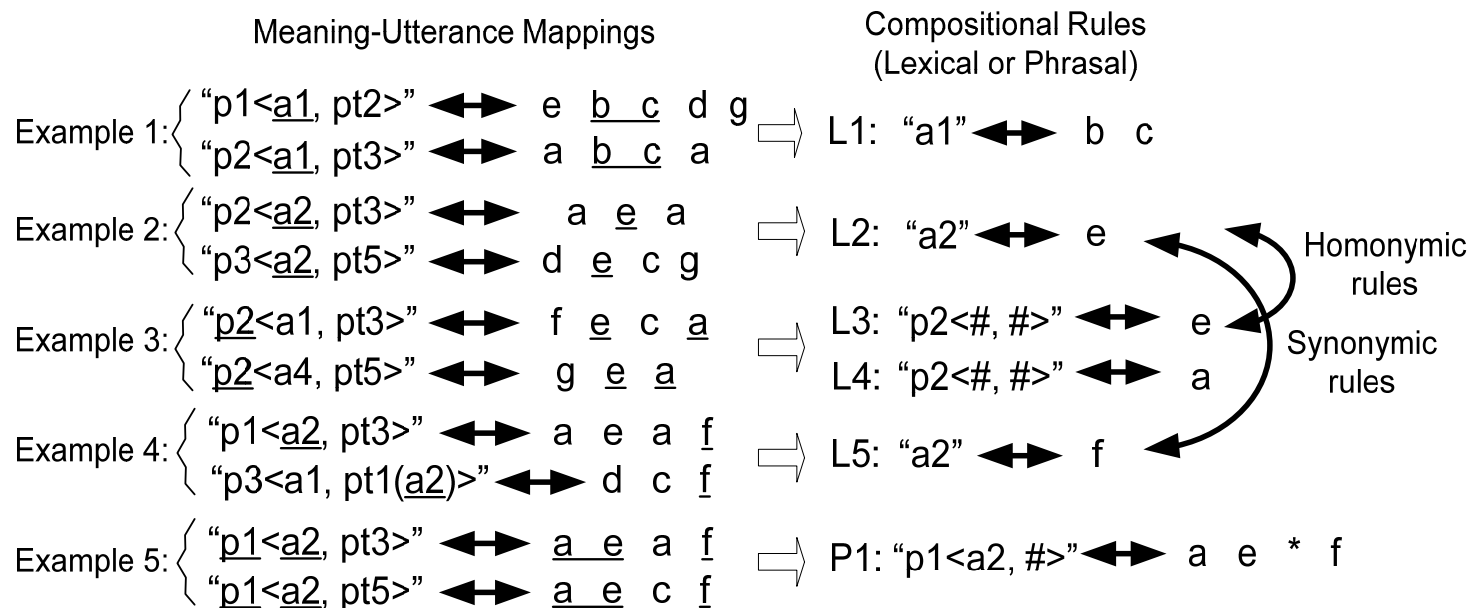 Meaning-Utterance Mappings
Compositional Rules
(Lexical or Phrasal)
Example 1:
“p1<a1, pt2>” e b c d g
“p2<a1, pt3>” a b c a
L1: “a1” b c
Example 2:
“p2<a2, pt3>” a e a
“p3<a2, pt5>” d e c g
L2: “a2” e
Homonymic
rules
Example 3:
“p2<a1, pt3>” f e c a
“p2<a4, pt5>” g e a
L3: “p2<#, #>” e
L4: “p2<#, #>” a
Synonymic
rules
Example 4:
“p1<a2, pt3>” a e a f
“p3<a1, pt1(a2)>” d c f
L5: “a2” f
Example 5:
“p1<a2, pt3>” a e a f
“p1<a2, pt5>” a e c f
P1: “p1<a2, #>” a e * f